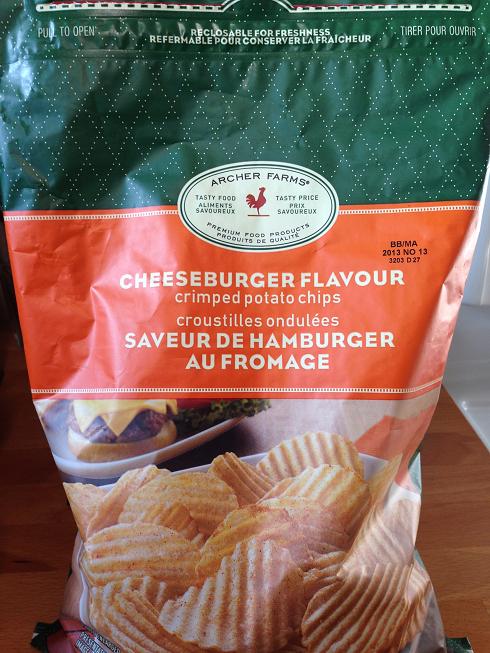 PULL TO OPEN
RECLOSABLE FOR FRESHNESS
REFERMABLE POUR CONSERVER LA FRAÎCHEUR
TIRER POUR OUVRIR
ARCHER FARMS®
TASTY FOOD
ALIMENTS
SAVOUREUX
TASTY PRICE
PRIX
SAVOUREUX
PREMIUM FOOD PRODUCTS
PRODUITS DE QUALITÉ
BB/MA
2013 NO 13
3203 D 27
CHEESEBURGER FLAVOUR
crimped potato chips
croustilles ondulées
SAVEUR DE HAMBURGER
AU FROMAGE